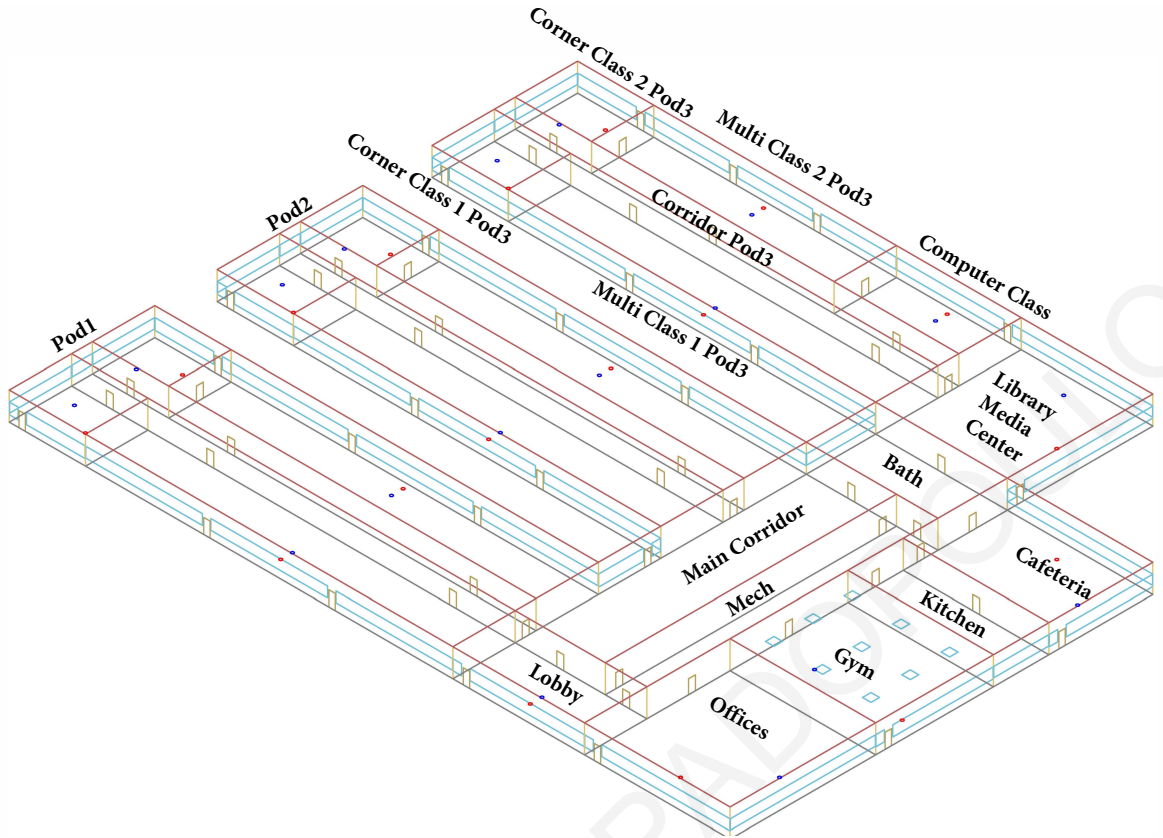 Corner Class 2 Pod3
Multi Class 2 Pod3
Corner Class 1 Pod3
Corridor Pod3
Pod2
Computer Class
Multi Class 1 Pod3
Pod1
Library
Media
Center
Bath
Main Corridor
Cafeteria
Mech
Kitchen
Gym
Lobby
Offices